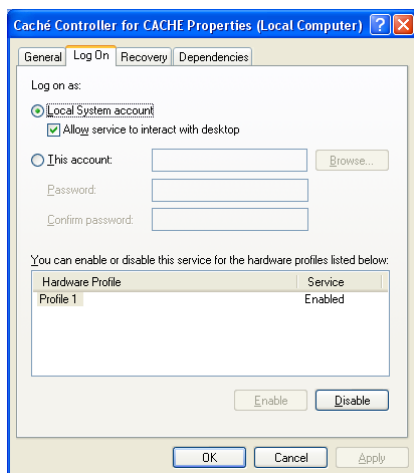 Caché Controller for CACHE Properties (Local Computer)
General Log On Recovery Dependencies
Log on as:
Local System account
Allow service to interact with desktop
This account:
Browse...
Password:
Confirm password:
You can enable or disable this service for the hardware profiles listed below:
Hardware Profile Service
Profile 1 Enabled
Enable Disable
OK Cancel Apply